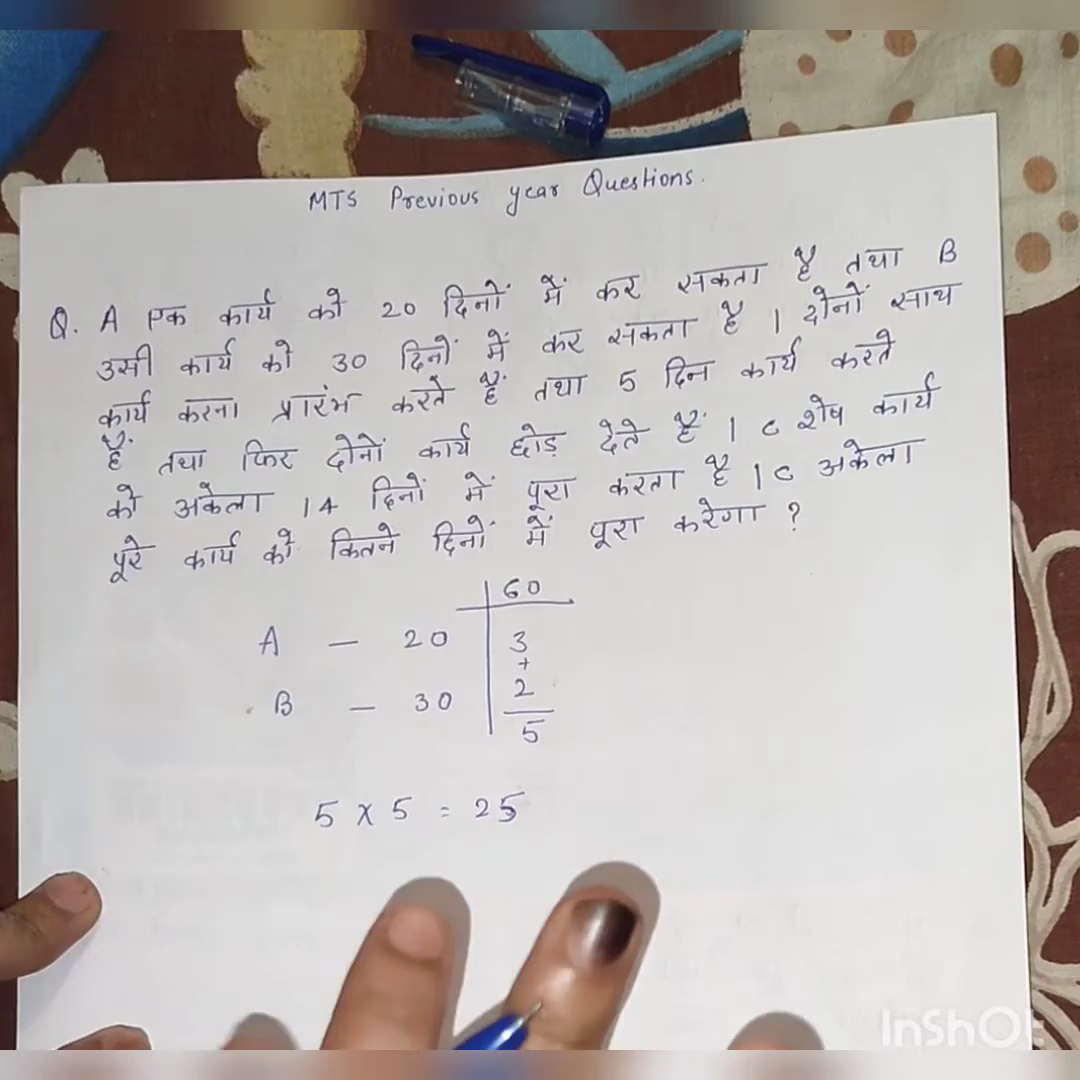 MTS Previous year Questions.
Q. A एक कार्य को 20 दिनों में कर सकता है तथा B
उसी कार्य को 30 दिनों में कर सकता है । दोनों साथ
कार्य करना प्रारंभ करते हैं तथा 5 दिन कार्य करते
हैं तथा फिर दोनों कार्य छोड़ देते हैं । C शेष कार्य
को अकेला 14 दिनों में पूरा करता है । C अकेला
पूरे कार्य को कितने दिनों में पूरा करेगा ?
60
A — 20 3
+
B — 30 2
5
5 x 5 = 25
InShOt